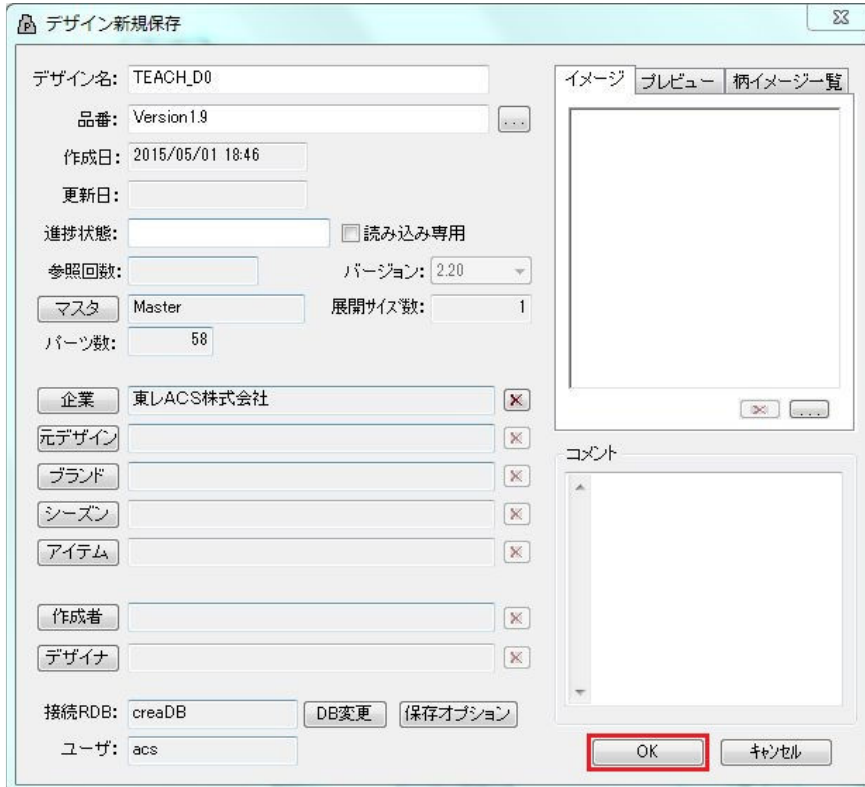 デザイン新規保存
デザイン名: TEACH_D0
品番: Version1.9 ...
作成日: 2015/05/01 18:46
更新日:
進捗状態: 読み込み専用
参照回数: バージョン: 2.20
マスタ Master 展開サイズ数: 1
パーツ数: 58
企業 東レACS株式会社
元デザイン
ブランド
シーズン
アイテム
作成者
デザイナ
接続RDB: creaDB DB変更 保存オプション
ユーザ: acs
イメージ プレビュー 柄イメージ一覧
...
コメント
OK キャンセル